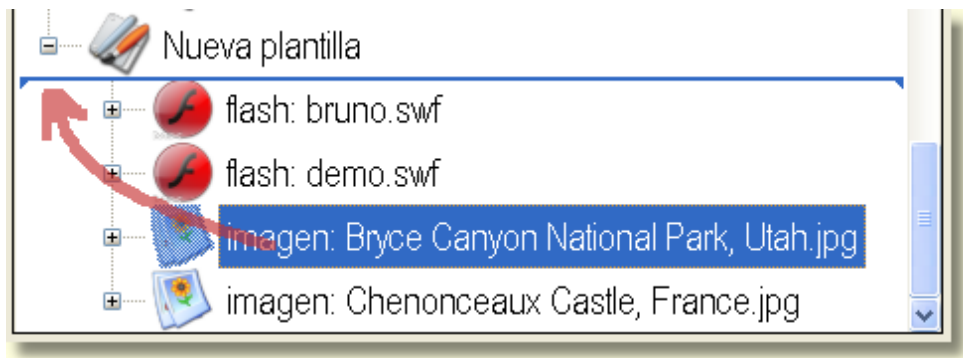 Nueva plantilla
flash: bruno.swf
flash: demo.swf
imagen: Bryce Canyon National Park, Utah.jpg
imagen: Chenonceaux Castle, France.jpg